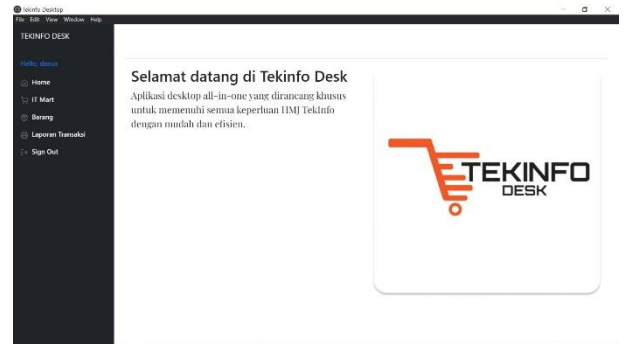 Tekinfo Desktop
File Edit View Window Help
TEKINFO DESK
Hello, danus
Home
IT Mart
Barang
Laporan Transaksi
Sign Out
Selamat datang di Tekinfo Desk
Aplikasi desktop all-in-one yang dirancang khusus
untuk memenuhi semua keperluan HMJ TekInfo
dengan mudah dan efisien.
TEKINFO
DESK